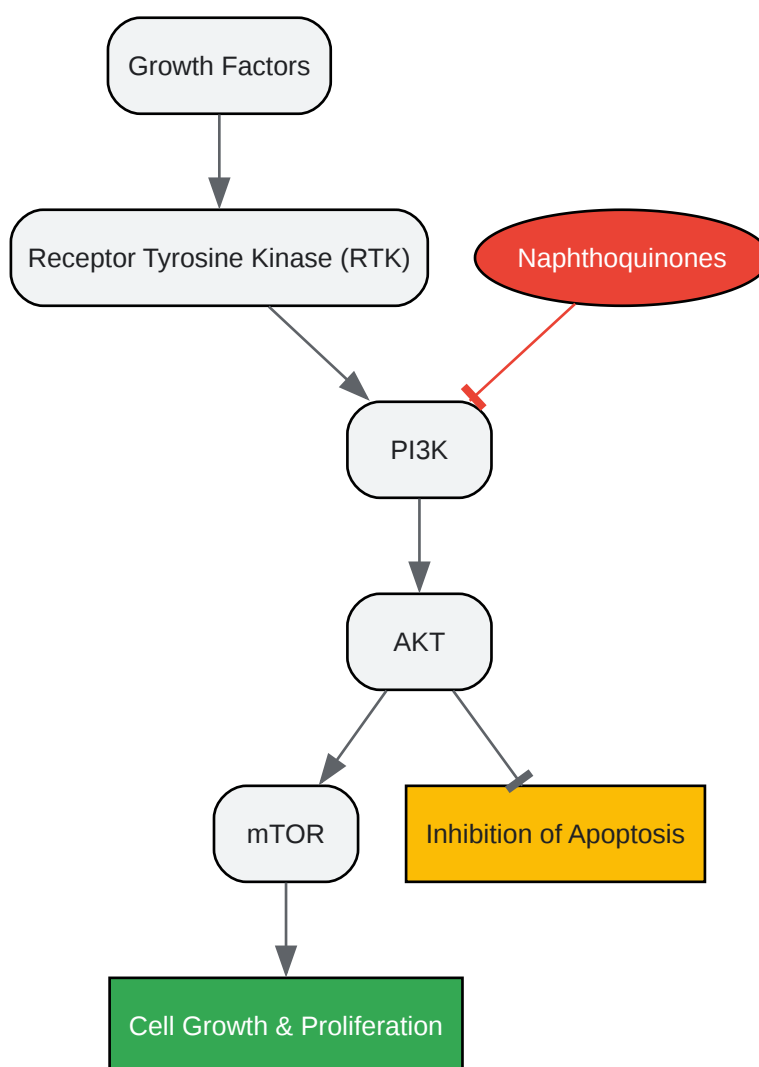 Growth Factors
Receptor Tyrosine Kinase (RTK)
Naphthoquinones
PI3K
AKT
mTOR
Inhibition of Apoptosis
Cell Growth & Proliferation